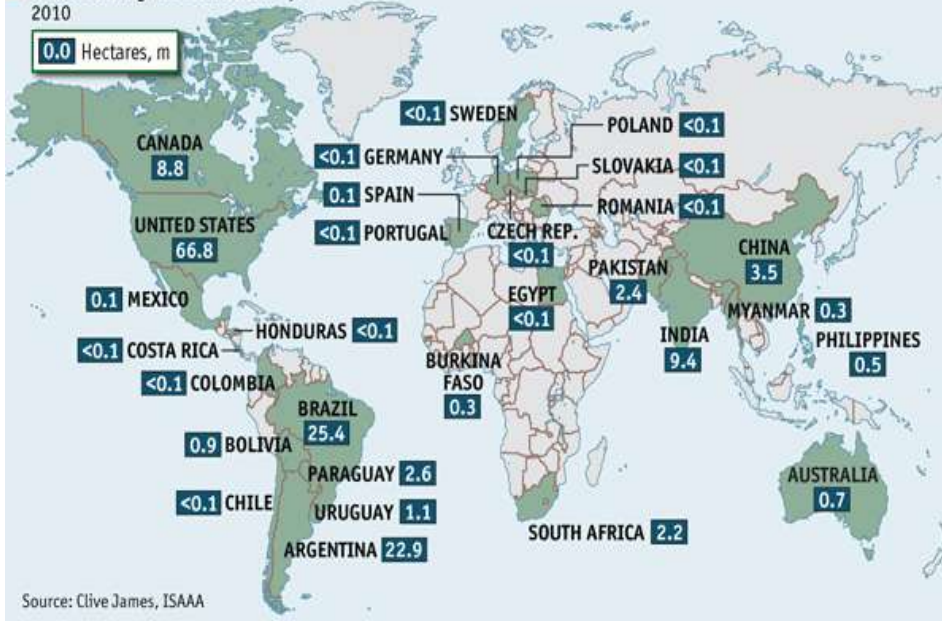 2010
0.0 Hectares, m
<0.1 SWEDEN
POLAND <0.1
CANADA
8.8
<0.1 GERMANY
SLOVAKIA <0.1
0.1 SPAIN
ROMANIA <0.1
UNITED STATES
66.8
<0.1 PORTUGAL
CZECH REP.
<0.1
CHINA
3.5
PAKISTAN
2.4
EGYPT
<0.1
0.1 MEXICO
MYANMAR 0.3
HONDURAS <0.1
INDIA
9.4
PHILIPPINES
0.5
<0.1 COSTA RICA
BURKINA
FASO
0.3
<0.1 COLOMBIA
BRAZIL
25.4
0.9 BOLIVIA
PARAGUAY 2.6
AUSTRALIA
0.7
<0.1 CHILE
URUGUAY 1.1
SOUTH AFRICA 2.2
ARGENTINA 22.9
Source: Clive James, ISAAA